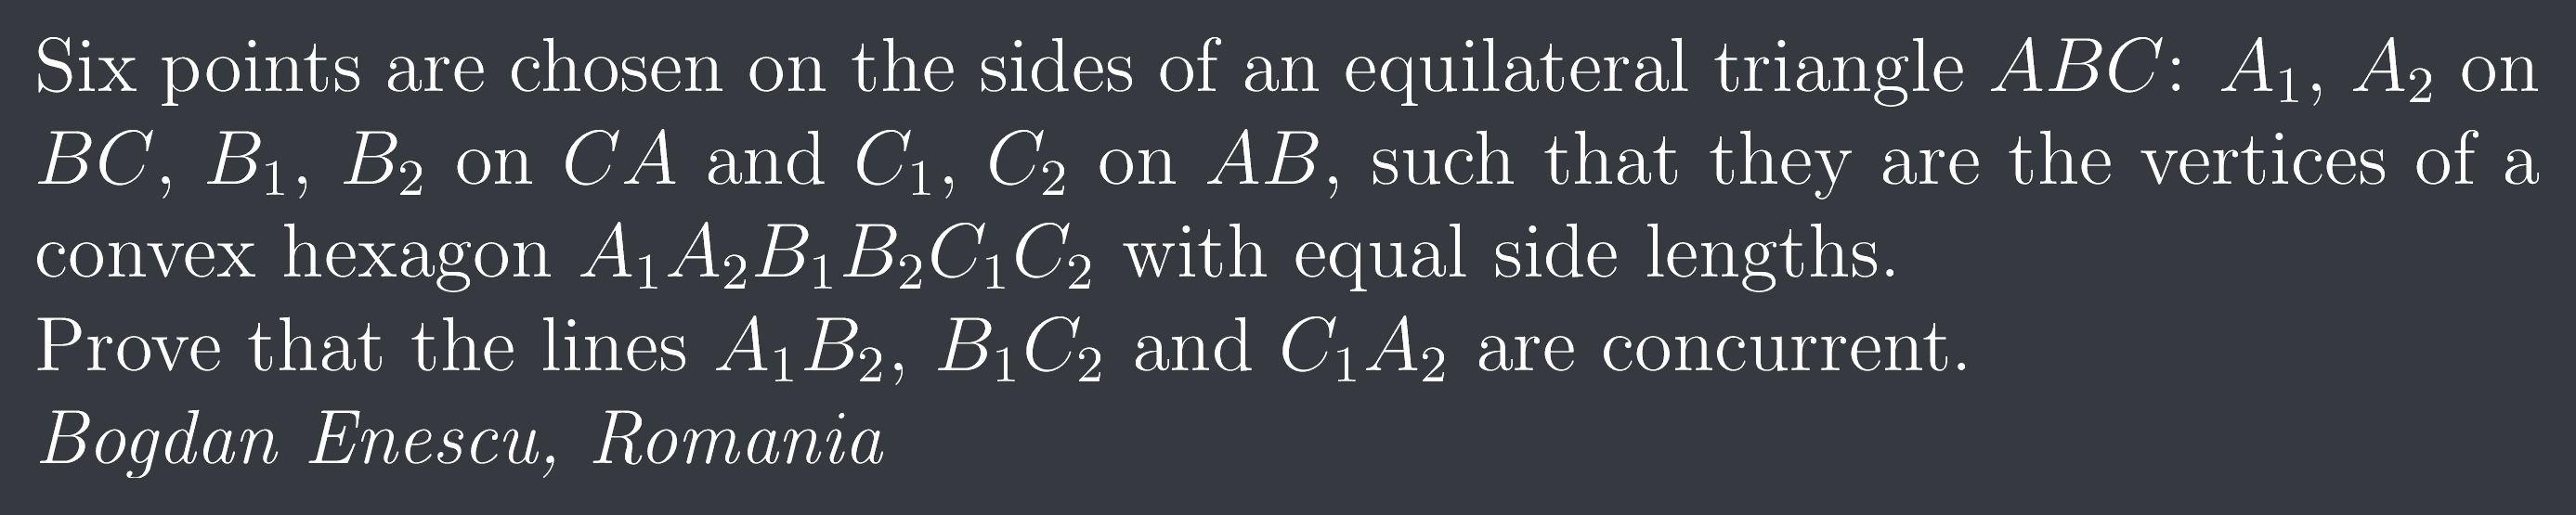 Six points are chosen on the sides of an equilateral triangle ABC: A₁, A₂ on
BC, B₁, B₂ on CA and C₁, C₂ on AB, such that they are the vertices of a
convex hexagon A₁A₂B₁B₂C₁C₂ with equal side lengths.
Prove that the lines A₁B₂, B₁C₂ and C₁A₂ are concurrent.
Bogdan Enescu, Romania